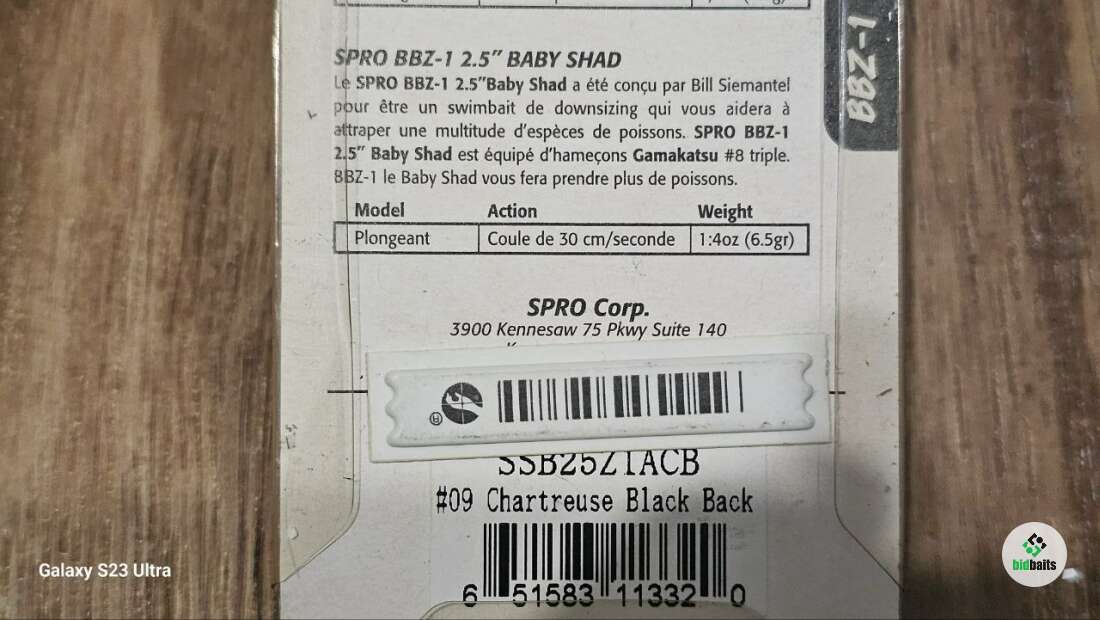 SPRO BBZ-1 2.5" BABY SHAD
Le SPRO BBZ-1 2.5"Baby Shad a été conçu par Bill Siemantel
pour être un swimbait de downsizing qui vous aidera à
attraper une multitude d'espèces de poissons. SPRO BBZ-1
2.5" Baby Shad est équipé d'hameçons Gamakatsu #8 triple.
BBZ-1 le Baby Shad vous fera prendre plus de poissons.
Model Action Weight
Plongeant Coule de 30 cm/seconde 1:4oz (6.5gr)
SPRO Corp.
3900 Kennesaw 75 Pkwy Suite 140
SSB25Z1ACB
#09 Chartreuse Black Back
6 51583 11332 0
BBZ-1
Galaxy S23 Ultra
bidbaits